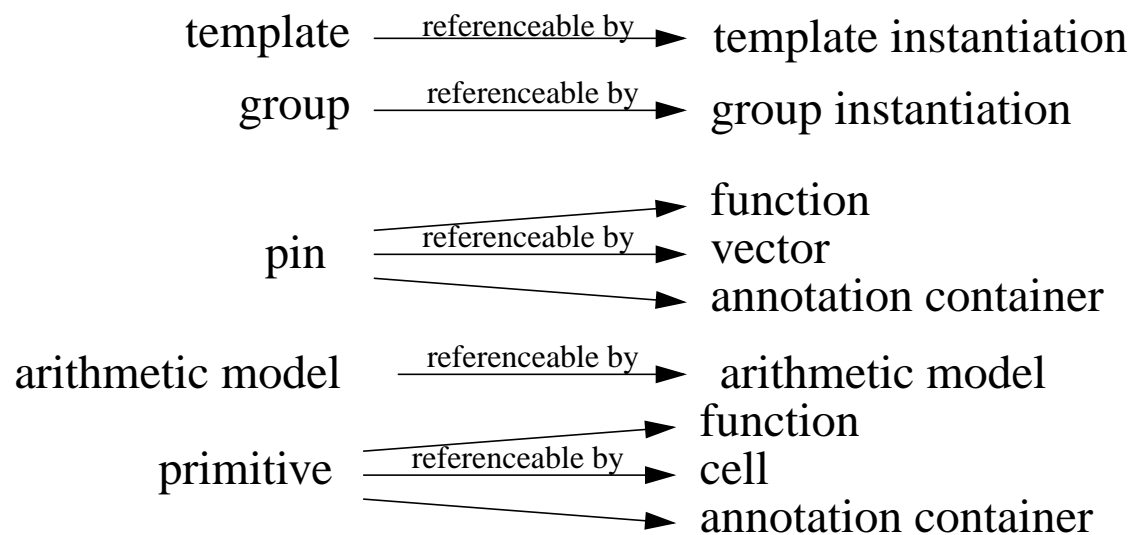 template referenceable by template instantiation
group referenceable by group instantiation
function
pin referenceable by vector
annotation container
arithmetic model referenceable by arithmetic model
function
primitive referenceable by cell
annotation container